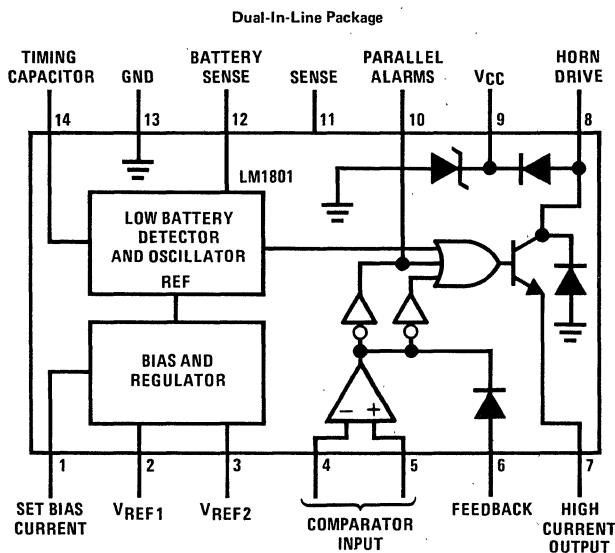 Dual-In-Line Package
TIMING
CAPACITOR
GND
BATTERY
SENSE
SENSE
PARALLEL
ALARMS
VCC
HORN
DRIVE
14
13
12
11
10
9
8
LM1801
LOW BATTERY
DETECTOR
AND OSCILLATOR
REF
BIAS AND
REGULATOR
− +
1
2
3
4
5
6
7
SET BIAS
CURRENT
VREF1
VREF2
COMPARATOR
INPUT
FEEDBACK
HIGH
CURRENT
OUTPUT